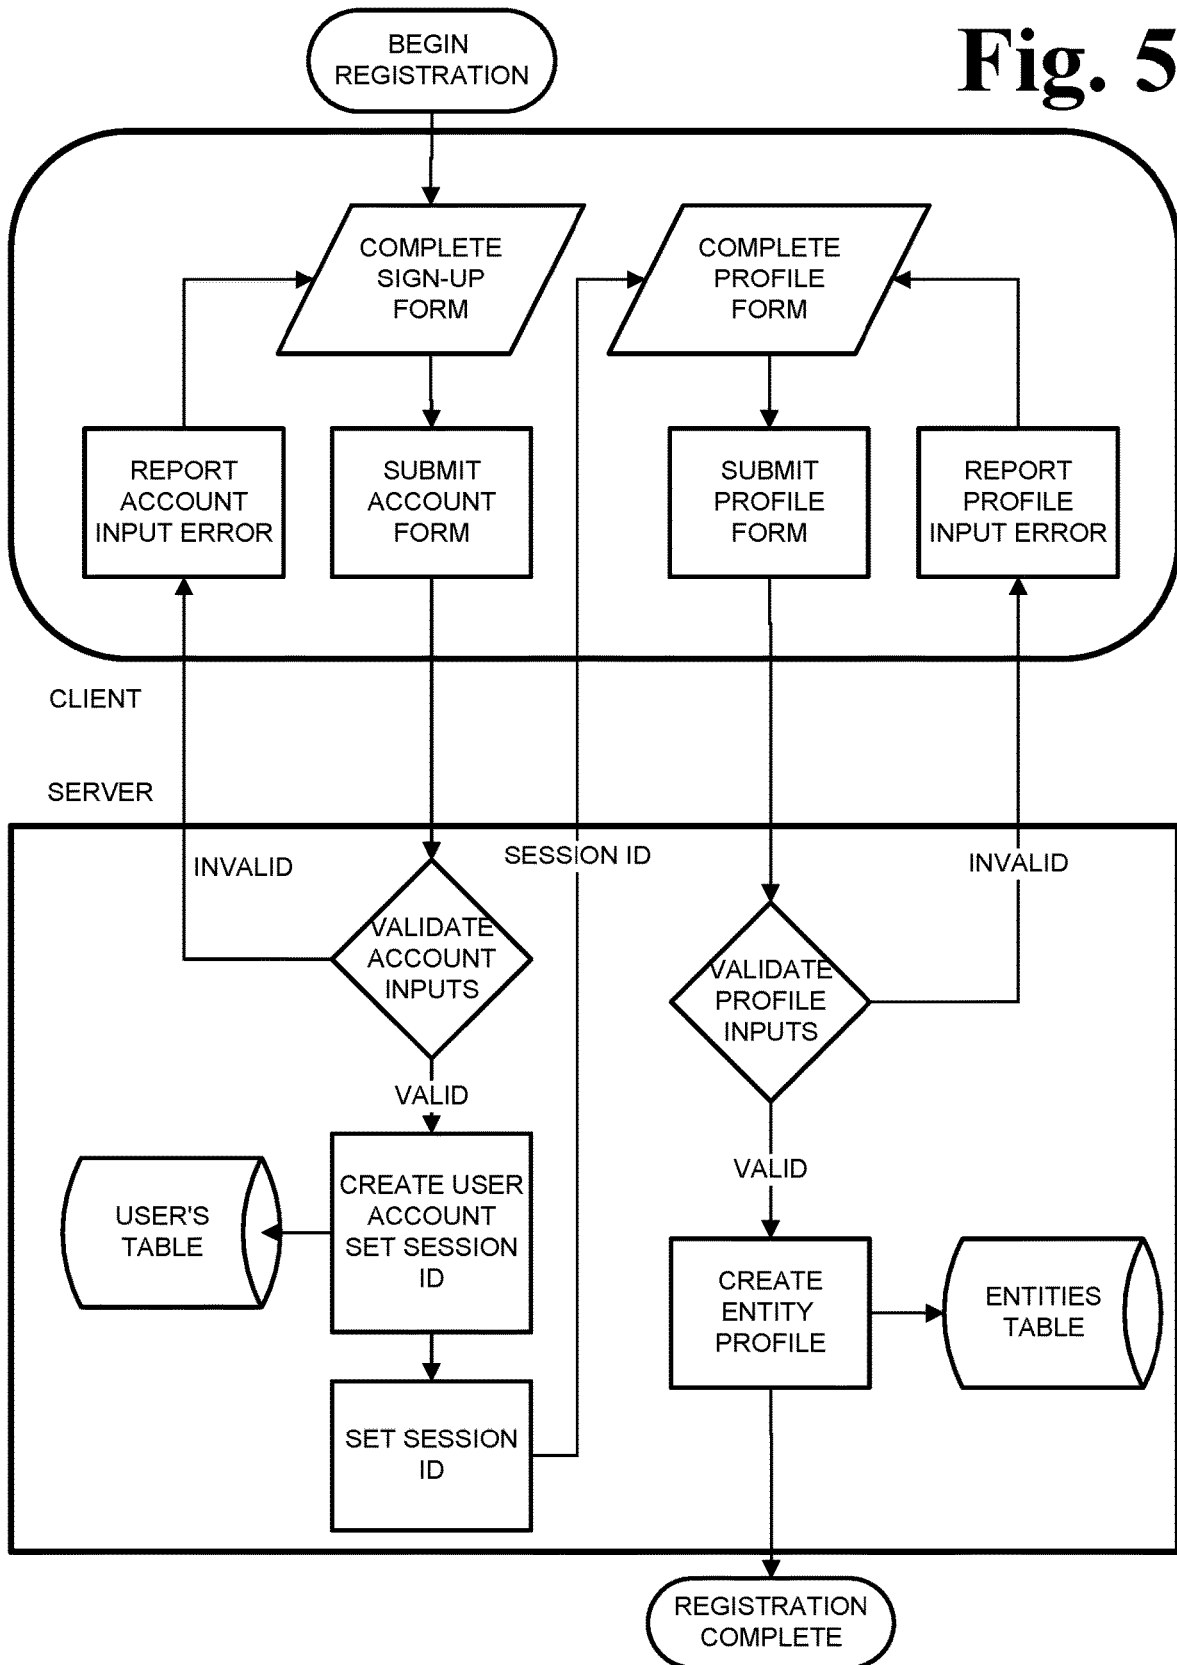 Fig. 5
BEGIN
REGISTRATION
COMPLETE
SIGN-UP
FORM
COMPLETE
PROFILE
FORM
REPORT
ACCOUNT
INPUT ERROR
SUBMIT
ACCOUNT
FORM
SUBMIT
PROFILE
FORM
REPORT
PROFILE
INPUT ERROR
CLIENT
SERVER
INVALID
SESSION ID
INVALID
VALIDATE
ACCOUNT
INPUTS
VALIDATE
PROFILE
INPUTS
VALID
VALID
USER'S
TABLE
CREATE USER
ACCOUNT
SET SESSION
ID
CREATE
ENTITY
PROFILE
ENTITIES
TABLE
SET SESSION
ID
REGISTRATION
COMPLETE